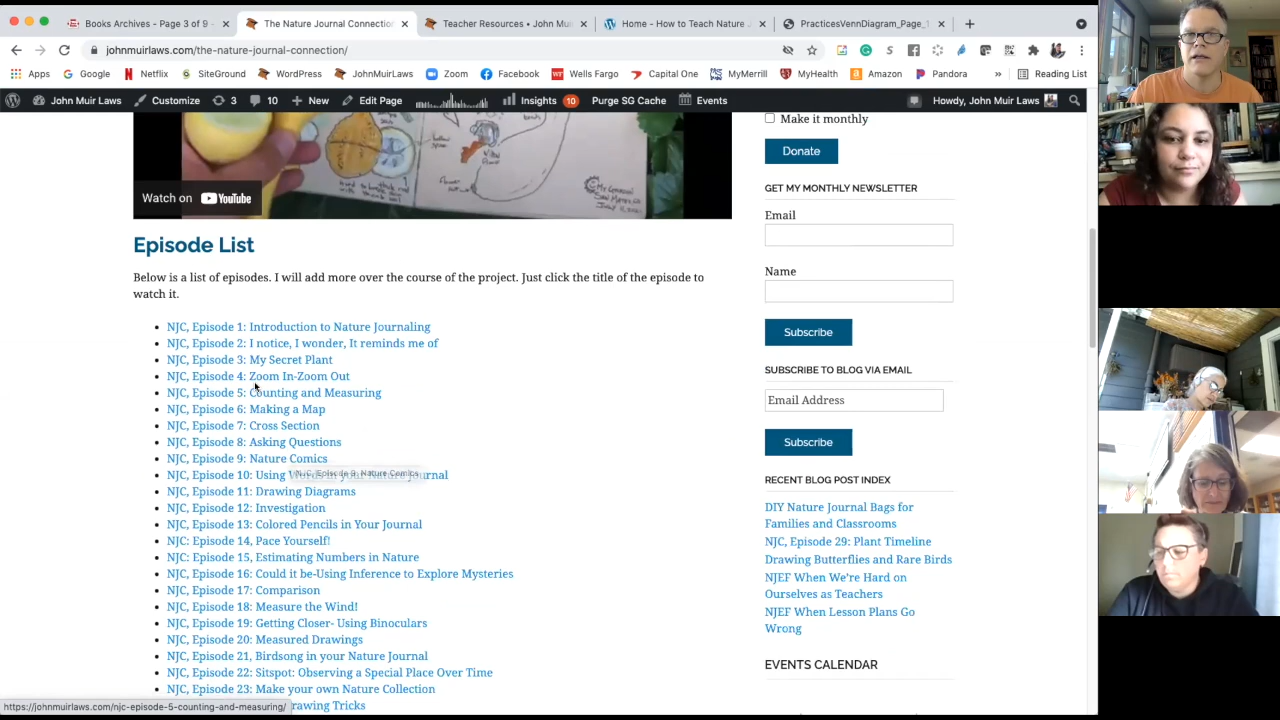 Books Archives - Page 3 of 9 -
The Nature Journal Connection
Teacher Resources • John Mu
Home - How to Teach Nature
PracticesVennDiagram_Page_1
johnmuirlaws.com/the-nature-journal-connection/
Apps
Google
Netflix
SiteGround
WordPress
JohnMuirLaws
Zoom
Facebook
Wells Fargo
Capital One
MyMerrill
MyHealth
Amazon
Pandora
»
Reading List
John Muir Laws
Customize
3
10
New
Edit Page
Insights 10
Purge SG Cache
Events
Howdy, John Muir Laws
Watch on YouTube
Episode List
Below is a list of episodes. I will add more over the course of the project. Just click the title of the episode to
watch it.
• NJC, Episode 1: Introduction to Nature Journaling
• NJC, Episode 2: I notice, I wonder, It reminds me of
• NJC, Episode 3: My Secret Plant
• NJC, Episode 4: Zoom In-Zoom Out
• NJC, Episode 5: Counting and Measuring
• NJC, Episode 6: Making a Map
• NJC, Episode 7: Cross Section
• NJC, Episode 8: Asking Questions
• NJC, Episode 9: Nature Comics
NJC, Episode 9: Nature Comics
• NJC, Episode 10: Using Words in your Nature Journal
• NJC, Episode 11: Drawing Diagrams
• NJC, Episode 12: Investigation
• NJC, Episode 13: Colored Pencils in Your Journal
• NJC: Episode 14, Pace Yourself!
• NJC: Episode 15, Estimating Numbers in Nature
• NJC, Episode 16: Could it be-Using Inference to Explore Mysteries
• NJC, Episode 17: Comparison
• NJC, Episode 18: Measure the Wind!
• NJC, Episode 19: Getting Closer- Using Binoculars
• NJC, Episode 20: Measured Drawings
• NJC, Episode 21, Birdsong in your Nature Journal
• NJC, Episode 22: Sitspot: Observing a Special Place Over Time
• NJC, Episode 23: Make your own Nature Collection
rawing Tricks
https://johnmuirlaws.com/njc-episode-5-counting-and-measuring/
Make it monthly
Donate
GET MY MONTHLY NEWSLETTER
Email
Name
Subscribe
SUBSCRIBE TO BLOG VIA EMAIL
Email Address
Subscribe
RECENT BLOG POST INDEX
DIY Nature Journal Bags for
Families and Classrooms
NJC, Episode 29: Plant Timeline
Drawing Butterflies and Rare Birds
NJEF When We're Hard on
Ourselves as Teachers
NJEF When Lesson Plans Go
Wrong
EVENTS CALENDAR